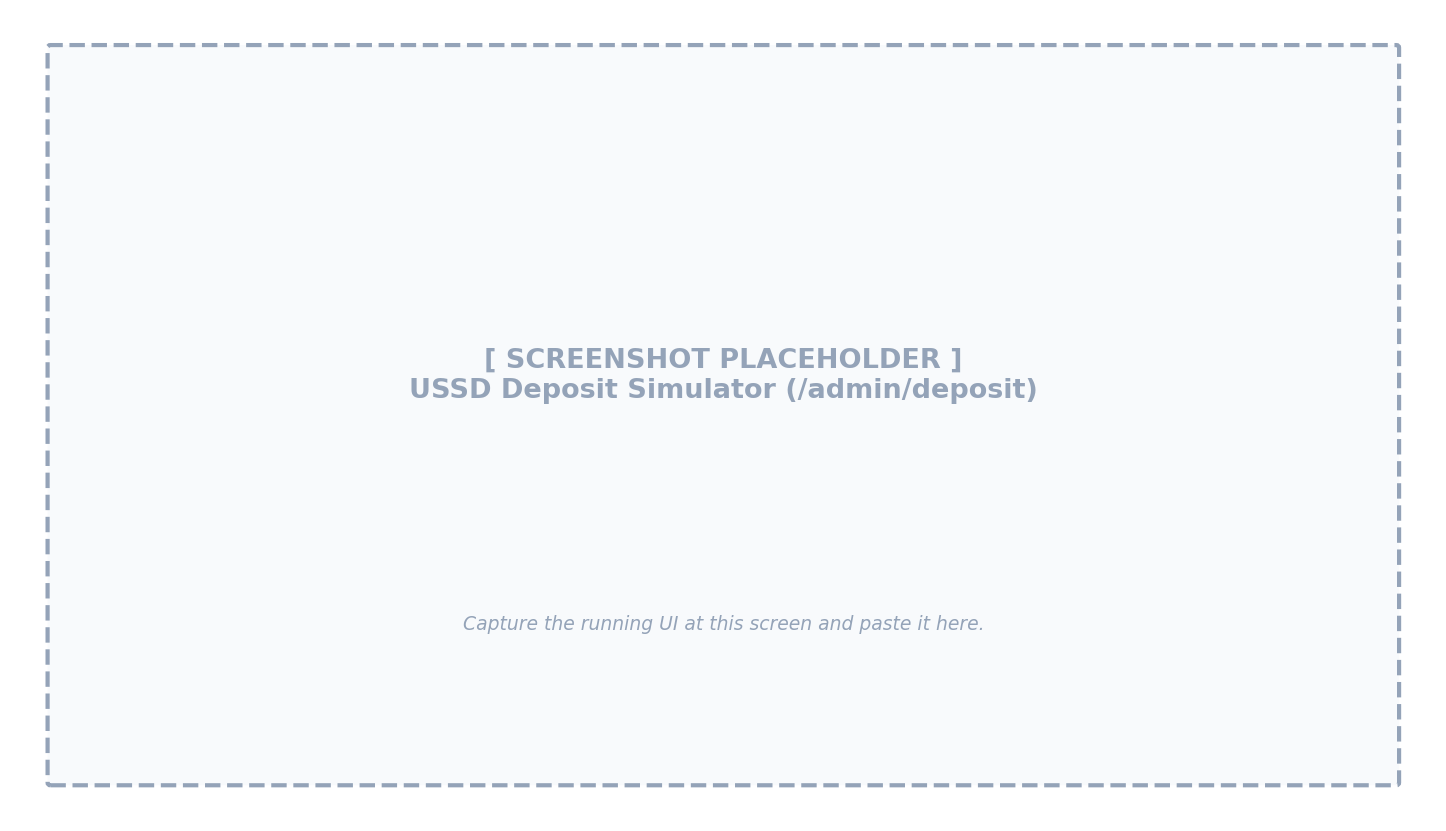 [ SCREENSHOT PLACEHOLDER ]
USSD Deposit Simulator (/admin/deposit)
Capture the running UI at this screen and paste it here.